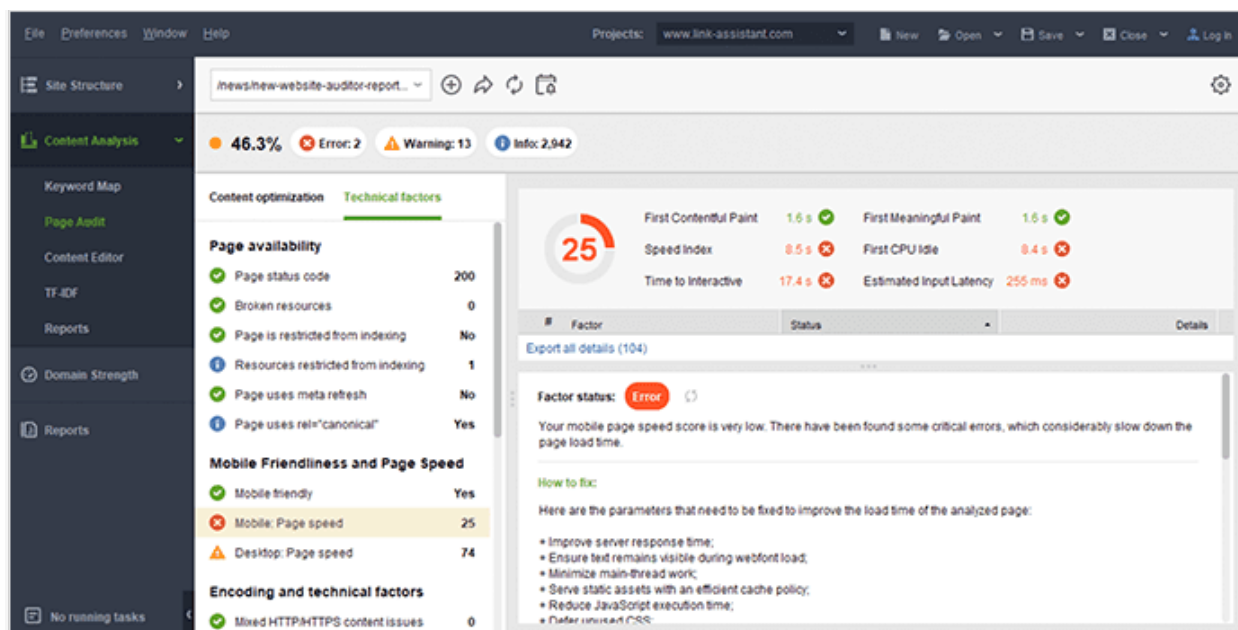 File Preferences Window Help Projects: www.link-assistant.com New Open Save Close Log in
Site Structure
Content Analysis
Keyword Map
Page Audit
Content Editor
TF-IDF
Reports
Domain Strength
Reports
No running tasks
/news/new-website-auditor-report...
46.3% Error: 2 Warning: 13 Info: 2,942
Content optimization Technical factors
Page availability
Page status code 200
Broken resources 0
Page is restricted from indexing No
Resources restricted from indexing 1
Page uses meta refresh No
Page uses rel="canonical" Yes
Mobile Friendliness and Page Speed
Mobile friendly Yes
Mobile: Page speed 25
Desktop: Page speed 74
Encoding and technical factors
Mixed HTTP/HTTPS content issues 0
25
First Contentful Paint 1.6 s First Meaningful Paint 1.6 s
Speed Index 8.5 s First CPU Idle 8.4 s
Time to Interactive 17.4 s Estimated Input Latency 255 ms
# Factor Status Details
Export all details (104)
Factor status: Error
Your mobile page speed score is very low. There have been found some critical errors, which considerably slow down the
page load time.
How to fix:
Here are the parameters that need to be fixed to improve the load time of the analyzed page:
* Improve server response time;
* Ensure text remains visible during webfont load;
* Minimize main-thread work;
* Serve static assets with an efficient cache policy;
* Reduce JavaScript execution time;
* Defer unused CSS;